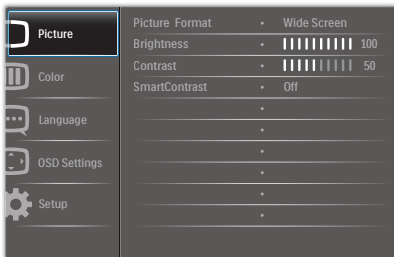 Picture
Color
Language
OSD Settings
Setup
Picture Format • Wide Screen
Brightness • 100
Contrast • 50
SmartContrast • Off